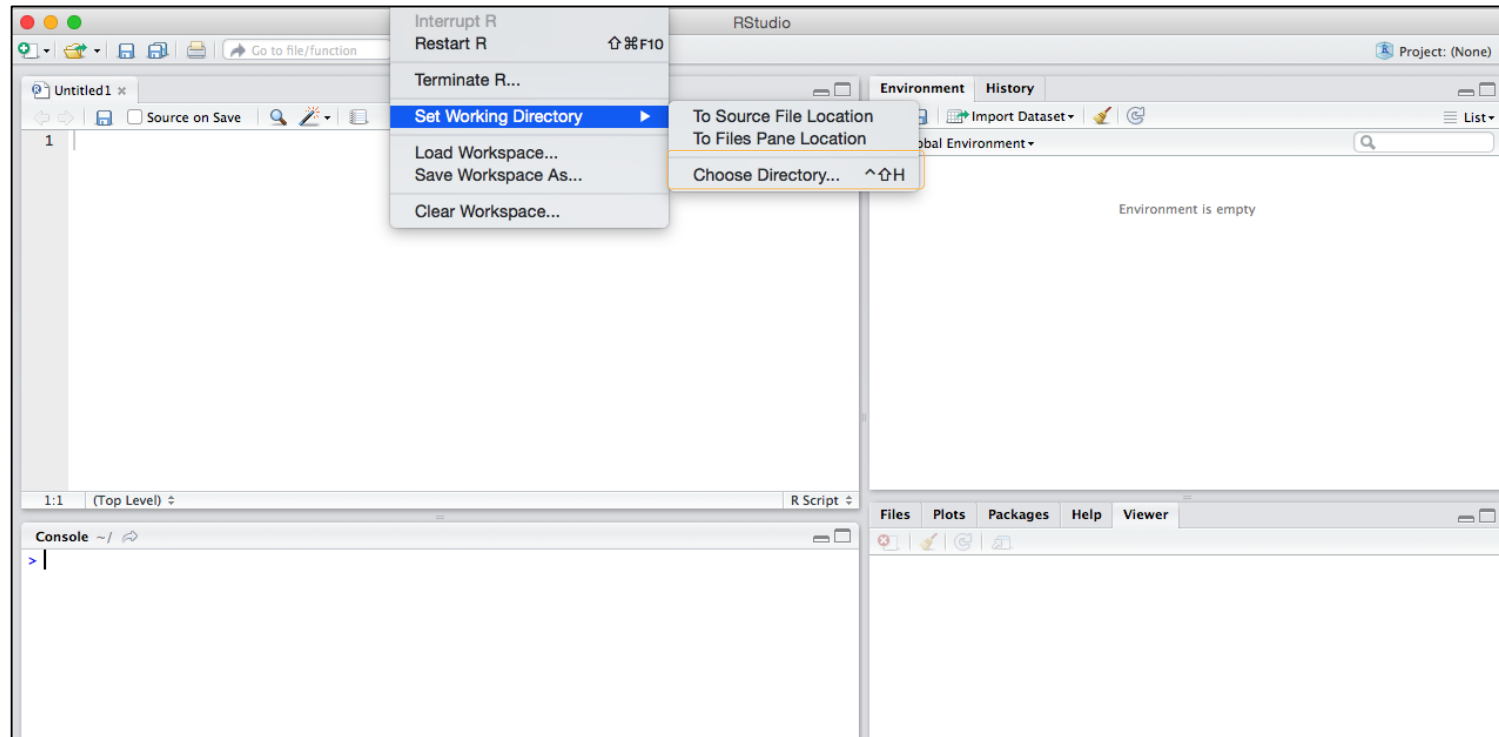 RStudio
Interrupt R
Restart R ⇧⌘F10
Terminate R...
Set Working Directory ▶
Load Workspace...
Save Workspace As...
Clear Workspace...
To Source File Location
To Files Pane Location
Choose Directory... ^⇧H
Go to file/function
Project: (None)
Untitled1
Source on Save
1
1:1 (Top Level)
R Script
Console ~/
>
Environment History
Import Dataset
bal Environment
List
Environment is empty
Files Plots Packages Help Viewer